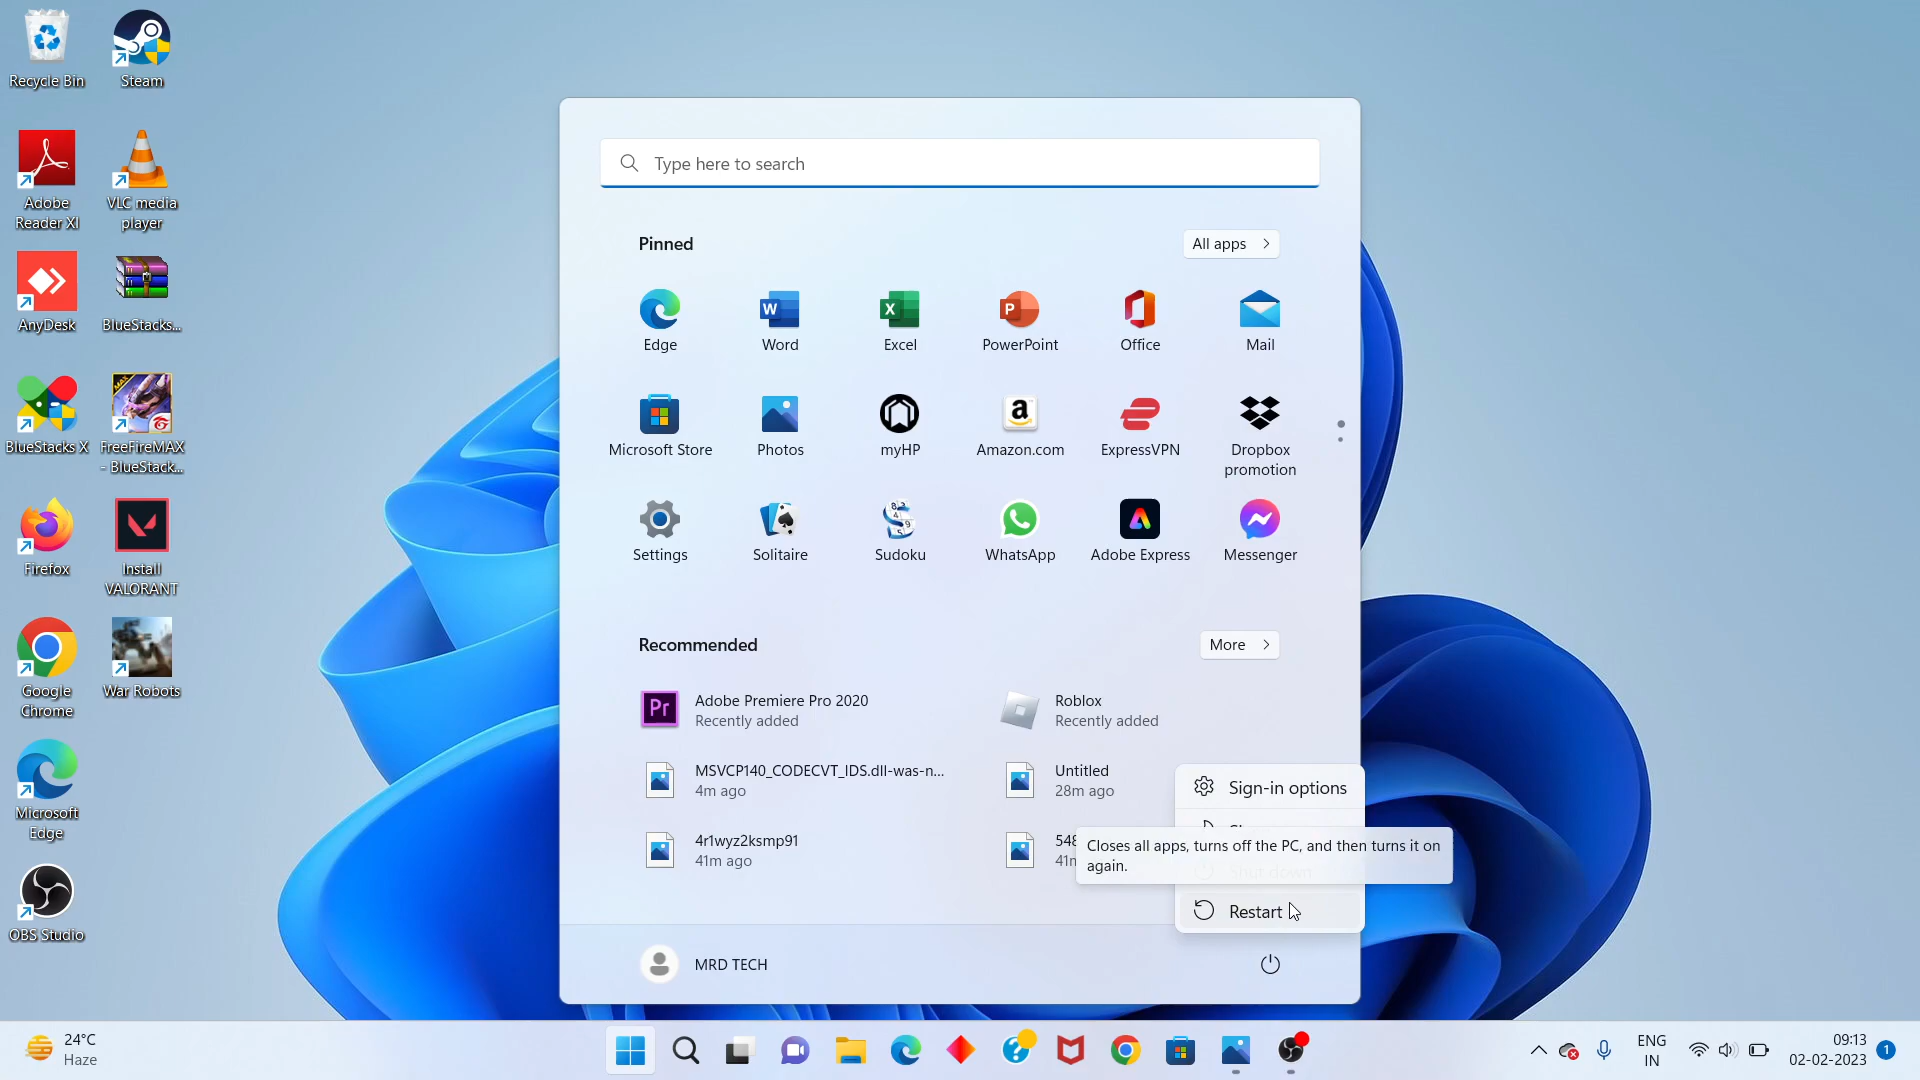 Recycle Bin
Steam
Adobe
Reader XI
VLC media
player
AnyDesk
BlueStacks...
BlueStacks X
FreeFireMAX
- BlueStack...
Firefox
Install
VALORANT
Google
Chrome
War Robots
Microsoft
Edge
OBS Studio
Type here to search
Pinned
All apps
Edge
Word
Excel
PowerPoint
Office
Mail
Microsoft Store
Photos
myHP
Amazon.com
ExpressVPN
Dropbox
promotion
Settings
Solitaire
Sudoku
WhatsApp
Adobe Express
Messenger
Recommended
More
Adobe Premiere Pro 2020
Recently added
Roblox
Recently added
MSVCP140_CODECVT_IDS.dll-was-n...
4m ago
Untitled
28m ago
4r1wyz2ksmp91
41m ago
Sign-in options
Closes all apps, turns off the PC, and then turns it on
again.
Shut down
Restart
MRD TECH
24°C
Haze
ENG
IN
09:13
02-02-2023
1